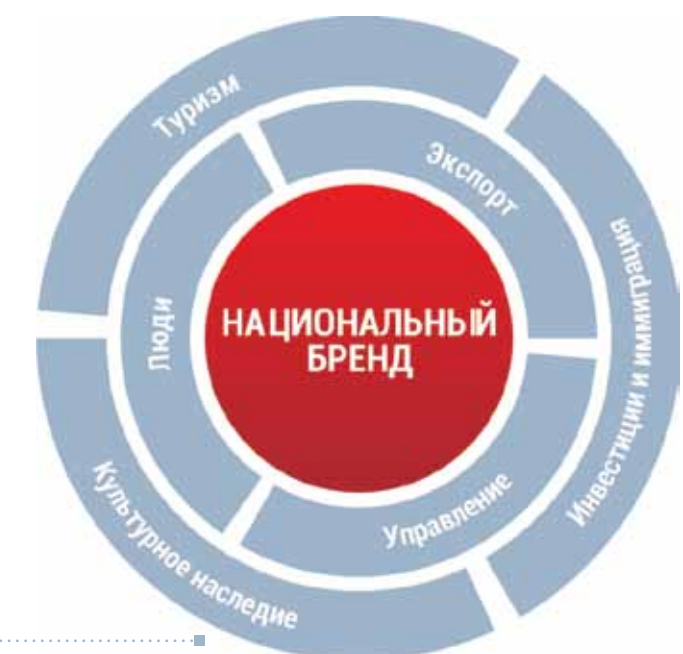 Туризм
Экспорт
Люди
НАЦИОНАЛЬНЫЙ
БРЕНД
Инвестиции и иммиграция
Управление
Культурное наследие